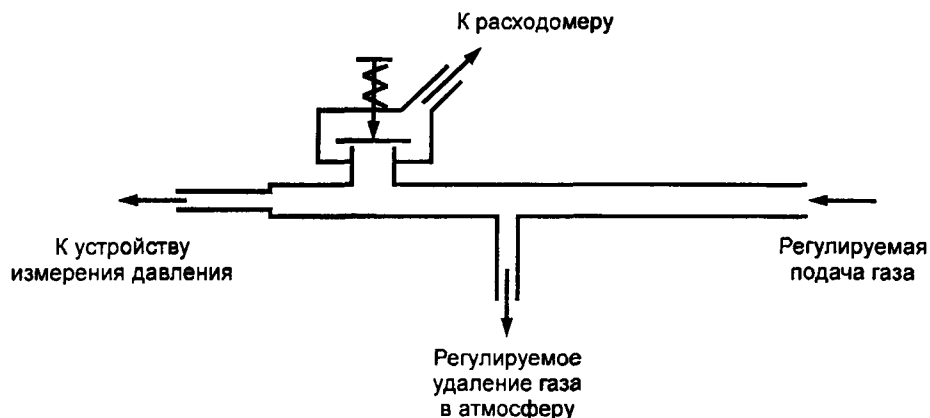 К расходомеру
К устройству
измерения давления
Регулируемая
подача газа
Регулируемое
удаление газа
в атмосферу